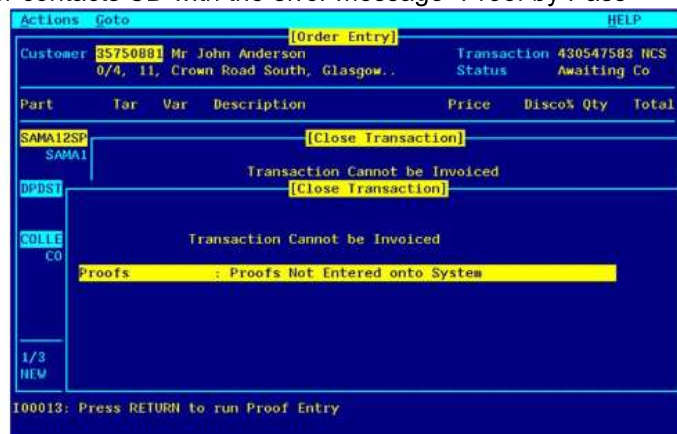 r contacts SD with the error message "Proof by Pass"
Actions Goto HELP
[Order Entry]
Customer 35750881 Mr John Anderson Transaction 430547583 NCS
0/4, 11, Crown Road South, Glasgow.. Status Awaiting Co
Part Tar Var Description Price Disco% Qty Total
SAMA12SP [Close Transaction]
SAMA1
Transaction Cannot be Invoiced
DPDST [Close Transaction]
COLLE Transaction Cannot be Invoiced
CO
Proofs : Proofs Not Entered onto System
1/3
NEW
I00013: Press RETURN to run Proof Entry